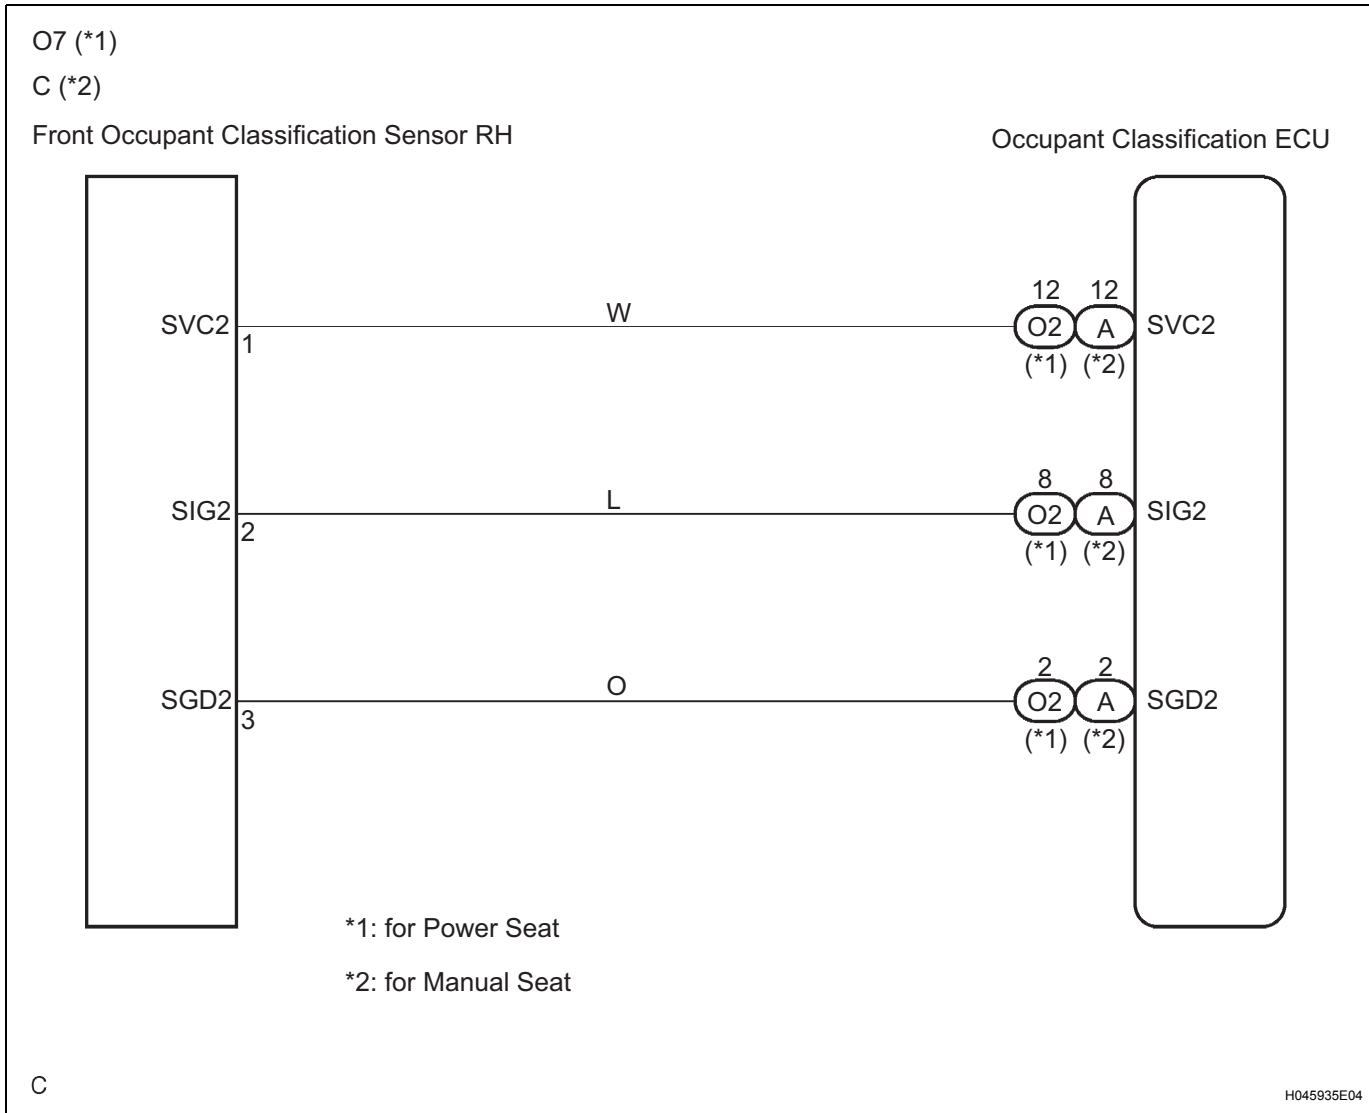 O7 (*1)
C (*2)
Front Occupant Classification Sensor RH
Occupant Classification ECU
SVC2
1
W
12 12
O2 A
(*1) (*2)
SVC2
SIG2
2
L
8 8
O2 A
(*1) (*2)
SIG2
SGD2
3
O
2 2
O2 A
(*1) (*2)
SGD2
*1: for Power Seat
*2: for Manual Seat
C
H045935E04